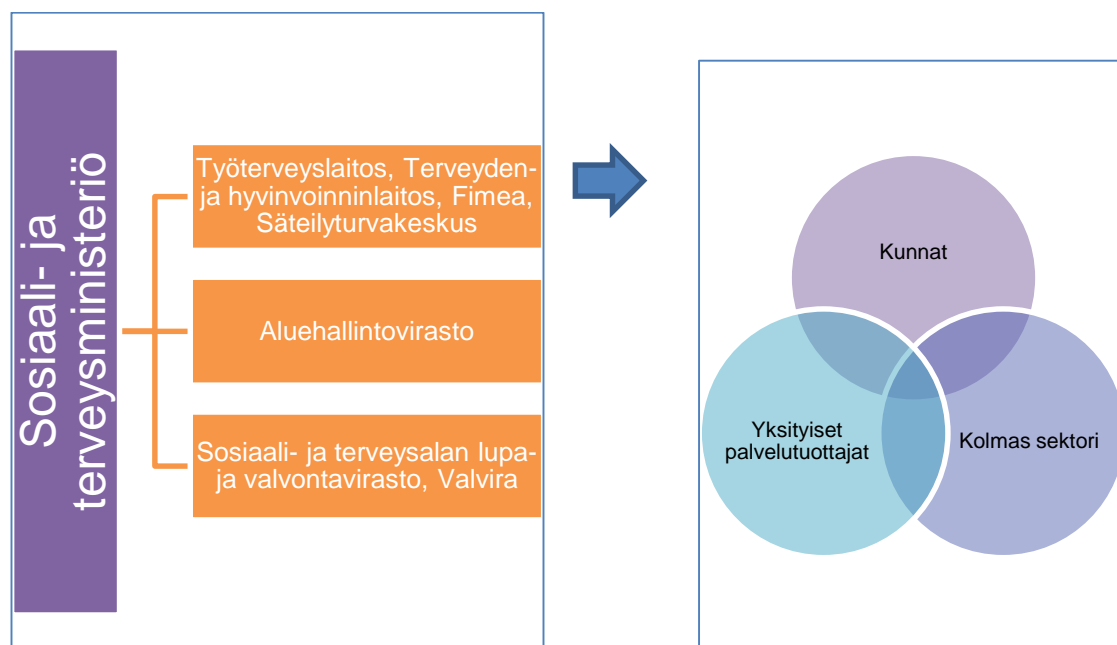 Sosiaali- ja
terveysministeriö
Työterveyslaitos, Terveyden-
ja hyvinvoinninlaitos, Fimea,
Säteilyturvakeskus
Aluehallintovirasto
Sosiaali- ja terveysalan lupa-
ja valvontavirasto, Valvira
Kunnat
Yksityiset
palvelutuottajat
Kolmas sektori